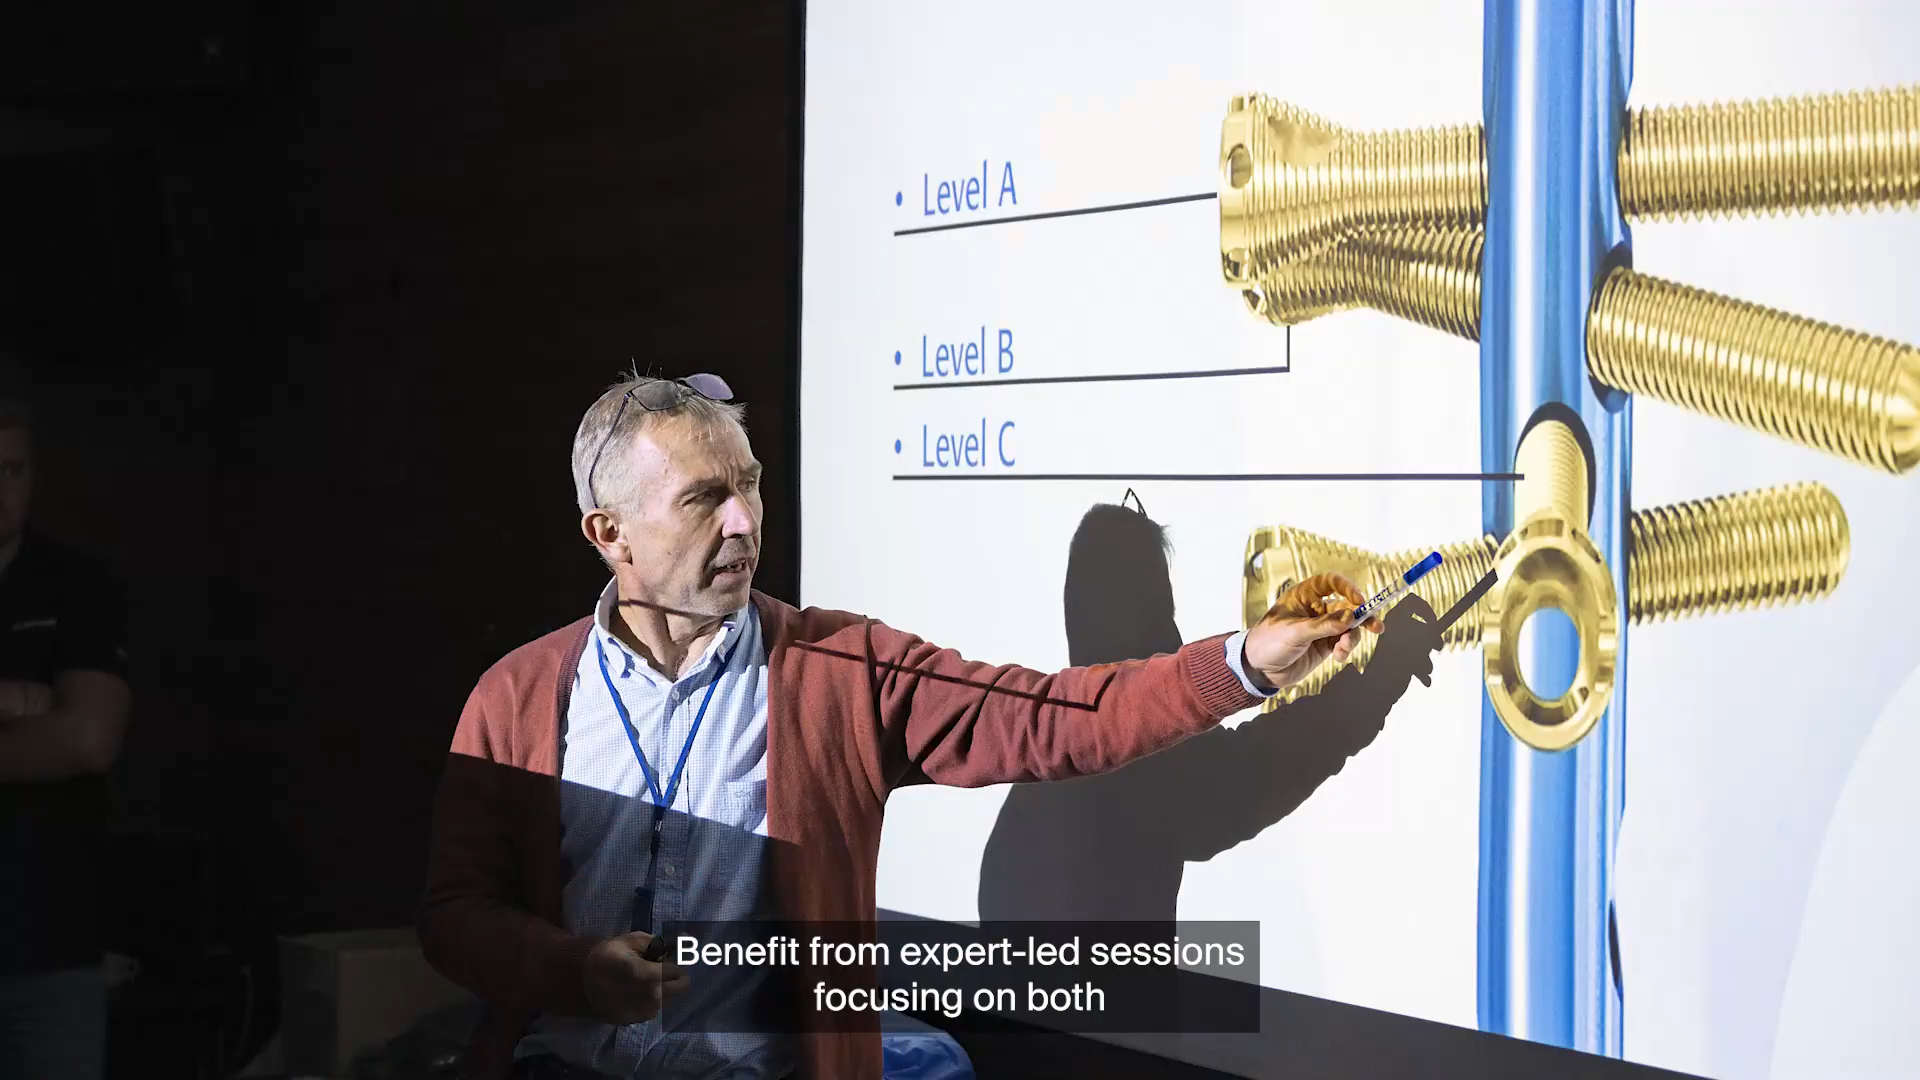 • Level A
• Level B
• Level C
Benefit from expert-led sessions
focusing on both